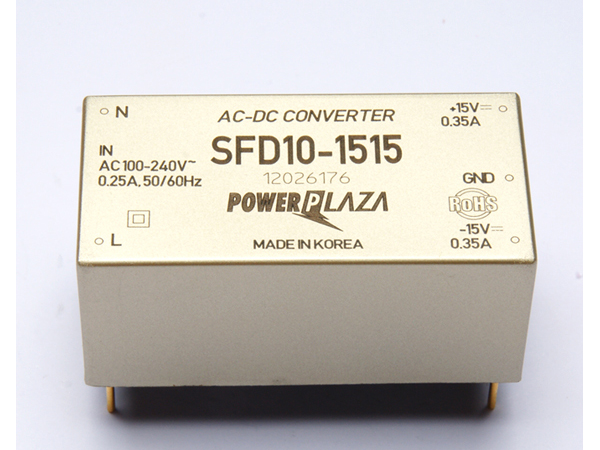 N
IN
AC100-240V~
0.25A, 50/60Hz
L
AC-DC CONVERTER
SFD10-1515
12026176
POWERPLAZA
MADE IN KOREA
+15V⎓
0.35A
GND
RoHS
-15V⎓
0.35A